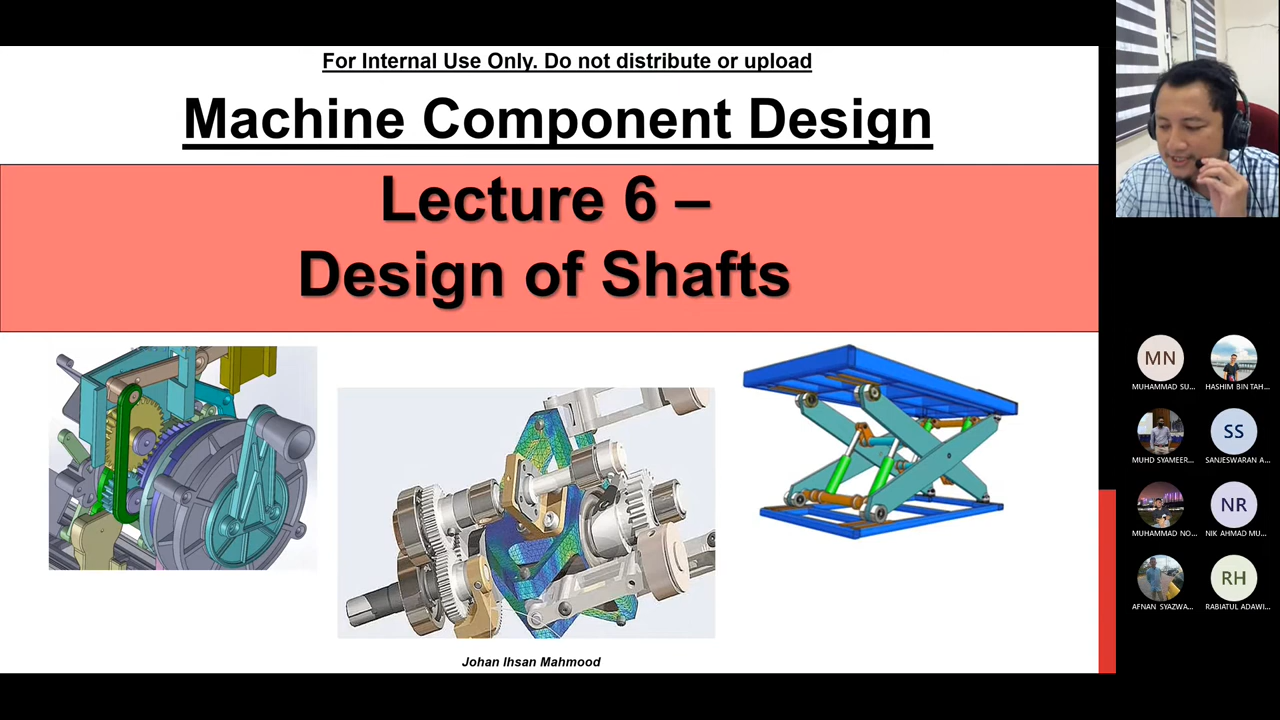 For Internal Use Only. Do not distribute or upload
Machine Component Design
Lecture 6 –
Design of Shafts
Johan Ihsan Mahmood
MN
MUHAMMAD SU...
HASHIM BIN TAH...
MUHD SYAMEER...
SS
SANJESWARAN A...
MUHAMMAD NO...
NR
NIK AHMAD MU...
AFNAN SYAZWA...
RH
RABIATUL ADAWI...